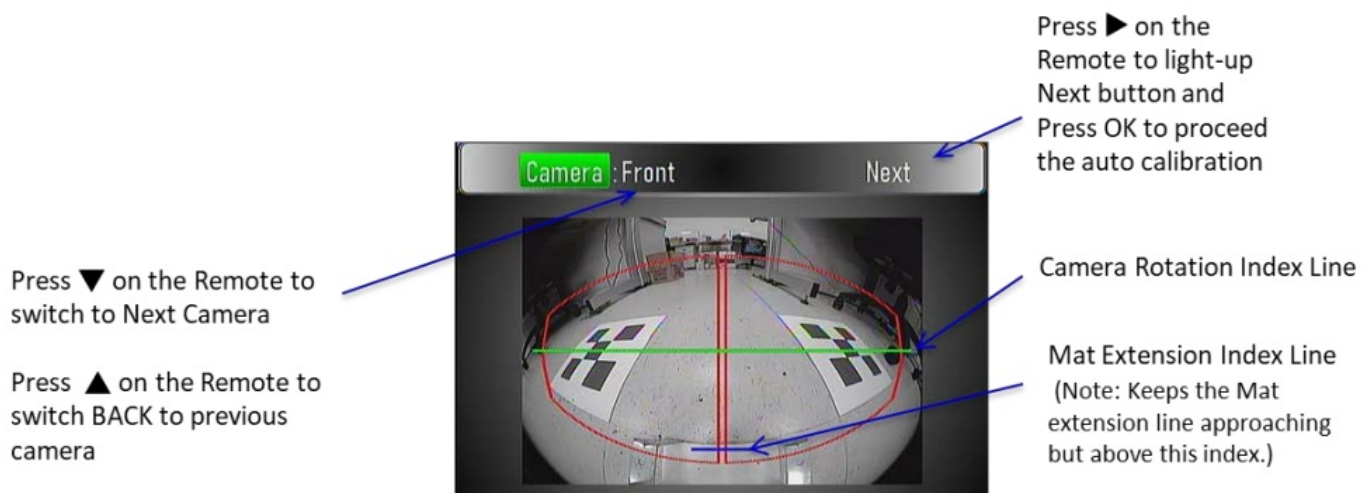 Press ▶ on the
Remote to light-up
Next button and
Press OK to proceed
the auto calibration
Camera : Front
Next
Press ▼ on the Remote to
switch to Next Camera
Press ▲ on the Remote to
switch BACK to previous
camera
Camera Rotation Index Line
Mat Extension Index Line
(Note: Keeps the Mat
extension line approaching
but above this index.)